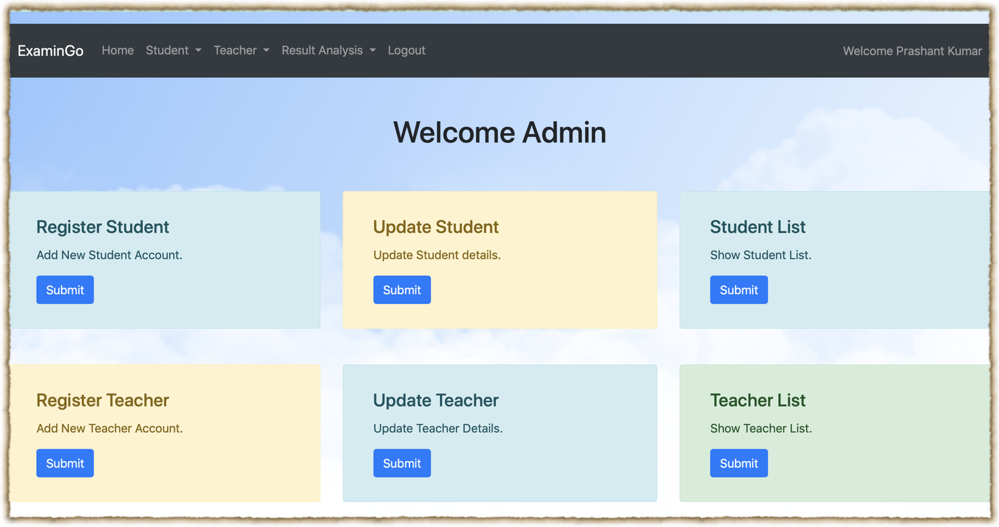 ExaminGo Home Student Teacher Result Analysis Logout Welcome Prashant Kumar
Welcome Admin
Register Student
Add New Student Account.
Submit
Update Student
Update Student details.
Submit
Student List
Show Student List.
Submit
Register Teacher
Add New Teacher Account.
Submit
Update Teacher
Update Teacher Details.
Submit
Teacher List
Show Teacher List.
Submit